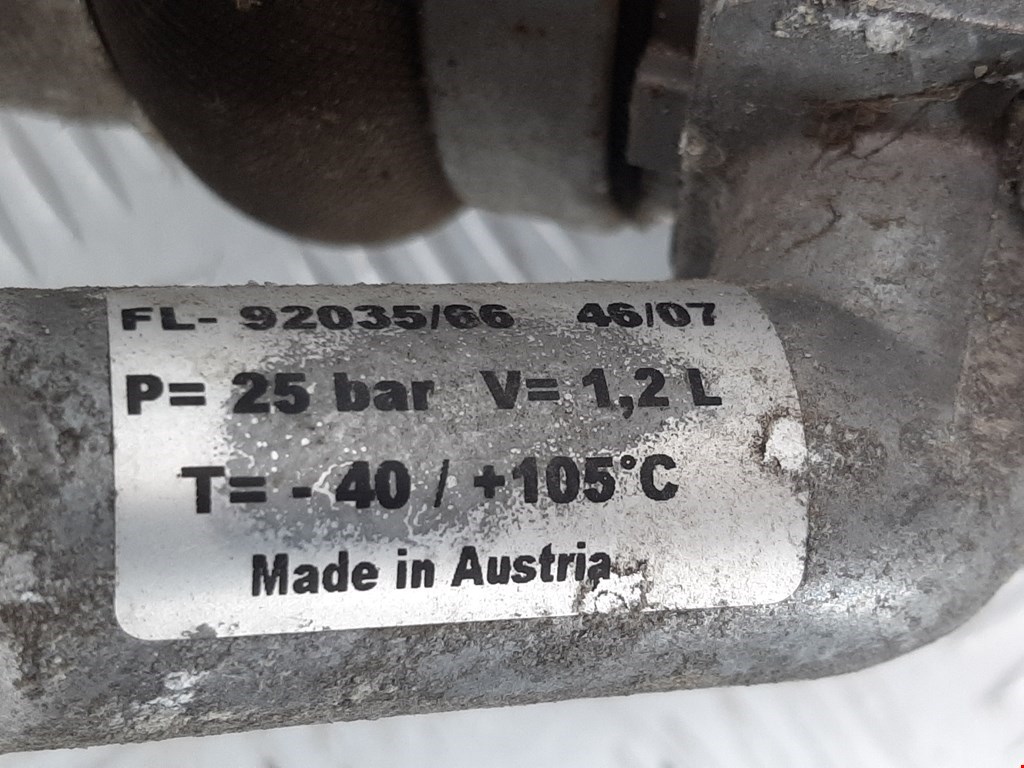 FL- 92035/66 46/07
P= 25 bar V= 1,2 L
T= - 40 / +105°C
Made in Austria